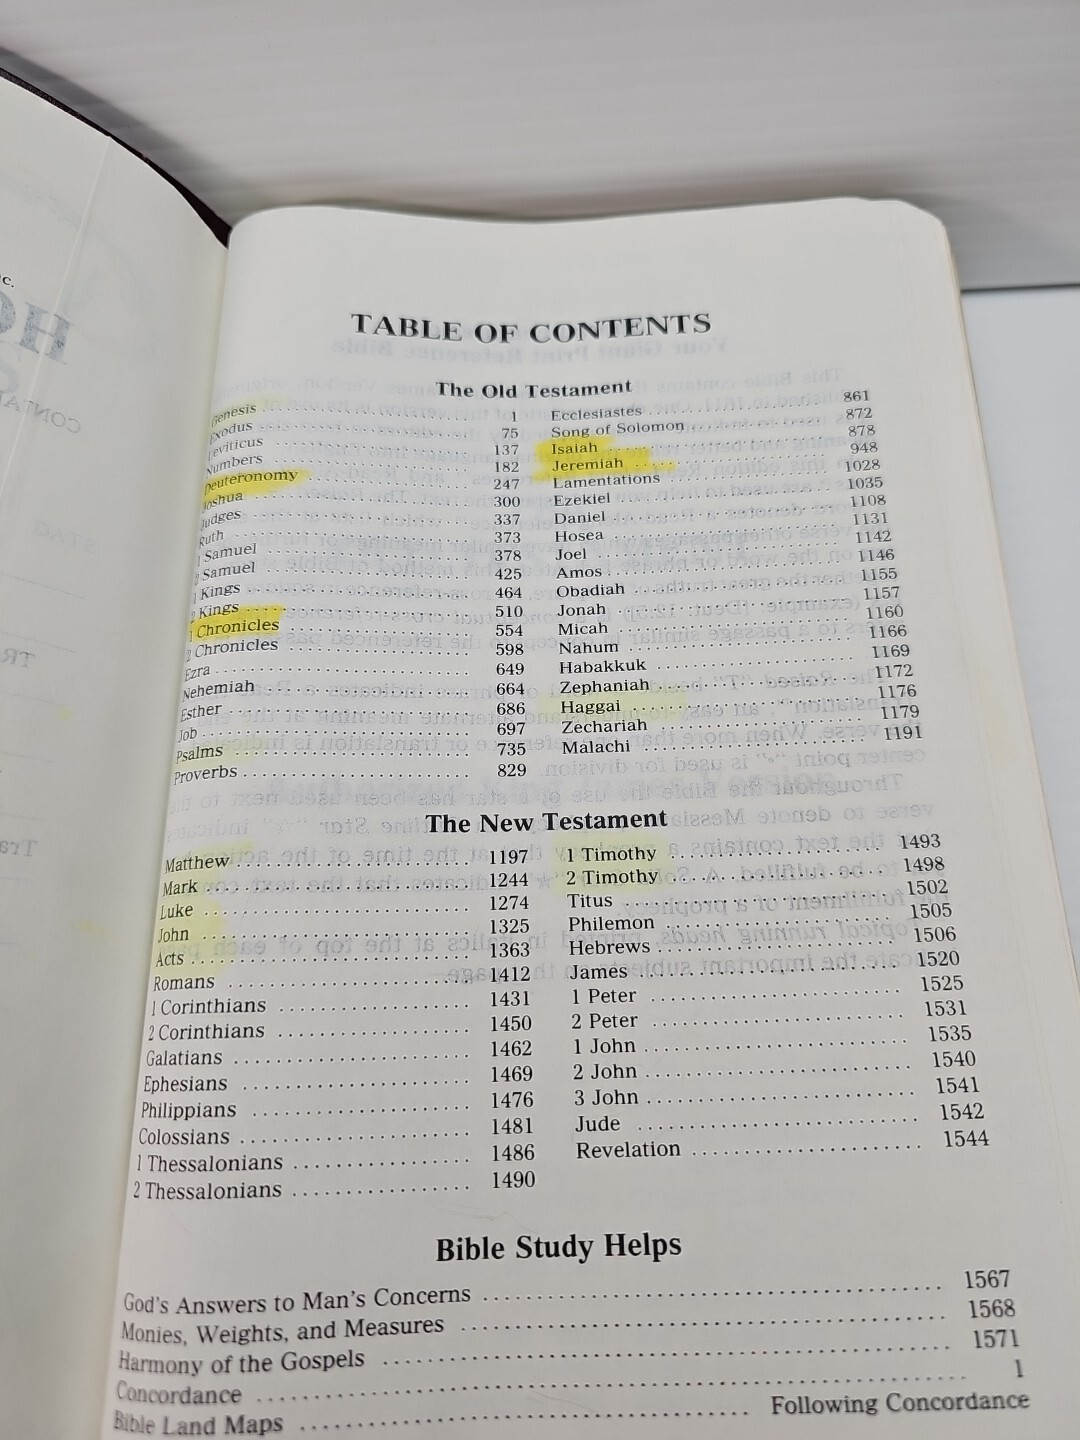 TABLE OF CONTENTS
The Old Testament
Genesis 1
Exodus 75
Leviticus 137
Numbers 182
Deuteronomy 247
Joshua 300
Judges 337
Ruth 373
1 Samuel 378
2 Samuel 425
1 Kings 464
2 Kings 510
1 Chronicles 554
2 Chronicles 598
Ezra 649
Nehemiah 664
Esther 686
Job 697
Psalms 735
Proverbs 829
Ecclesiastes 861
Song of Solomon 872
Isaiah 878
Jeremiah 948
Lamentations 1028
Ezekiel 1035
Daniel 1108
Hosea 1131
Joel 1142
Amos 1146
Obadiah 1155
Jonah 1157
Micah 1160
Nahum 1166
Habakkuk 1169
Zephaniah 1172
Haggai 1176
Zechariah 1179
Malachi 1191
The New Testament
Matthew 1197
Mark 1244
Luke 1274
John 1325
Acts 1363
Romans 1412
1 Corinthians 1431
2 Corinthians 1450
Galatians 1462
Ephesians 1469
Philippians 1476
Colossians 1481
1 Thessalonians 1486
2 Thessalonians 1490
1 Timothy 1493
2 Timothy 1498
Titus 1502
Philemon 1505
Hebrews 1506
James 1520
1 Peter 1525
2 Peter 1531
1 John 1535
2 John 1540
3 John 1541
Jude 1542
Revelation 1544
Bible Study Helps
God's Answers to Man's Concerns 1567
Monies, Weights, and Measures 1568
Harmony of the Gospels 1571
Concordance 1
Bible Land Maps Following Concordance